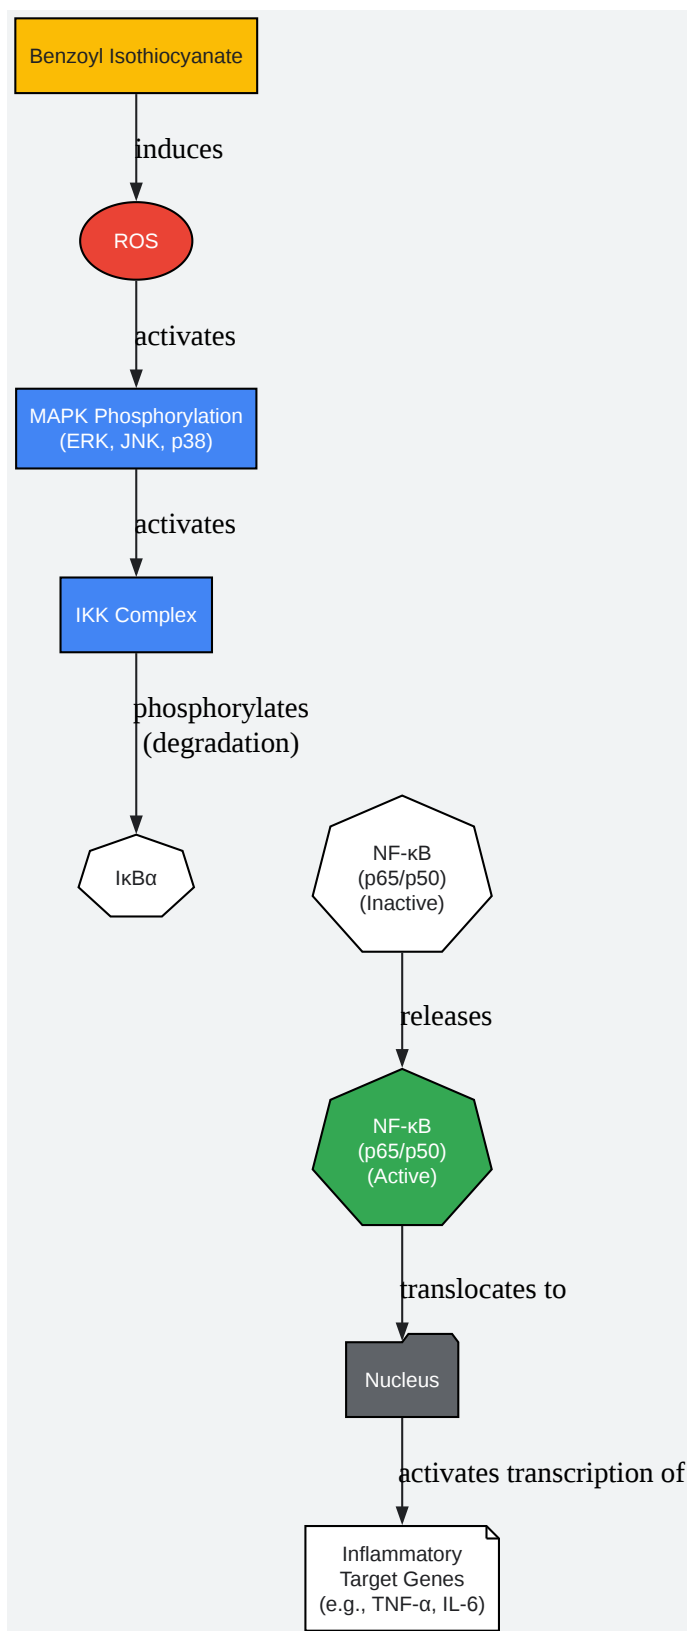 Benzoyl Isothiocyanate
induces
ROS
activates
MAPK Phosphorylation
(ERK, JNK, p38)
activates
IKK Complex
phosphorylates
(degradation)
IκBα
NF-κB
(p65/p50)
(Inactive)
releases
NF-κB
(p65/p50)
(Active)
translocates to
Nucleus
activates transcription of
Inflammatory
Target Genes
(e.g., TNF-α, IL-6)